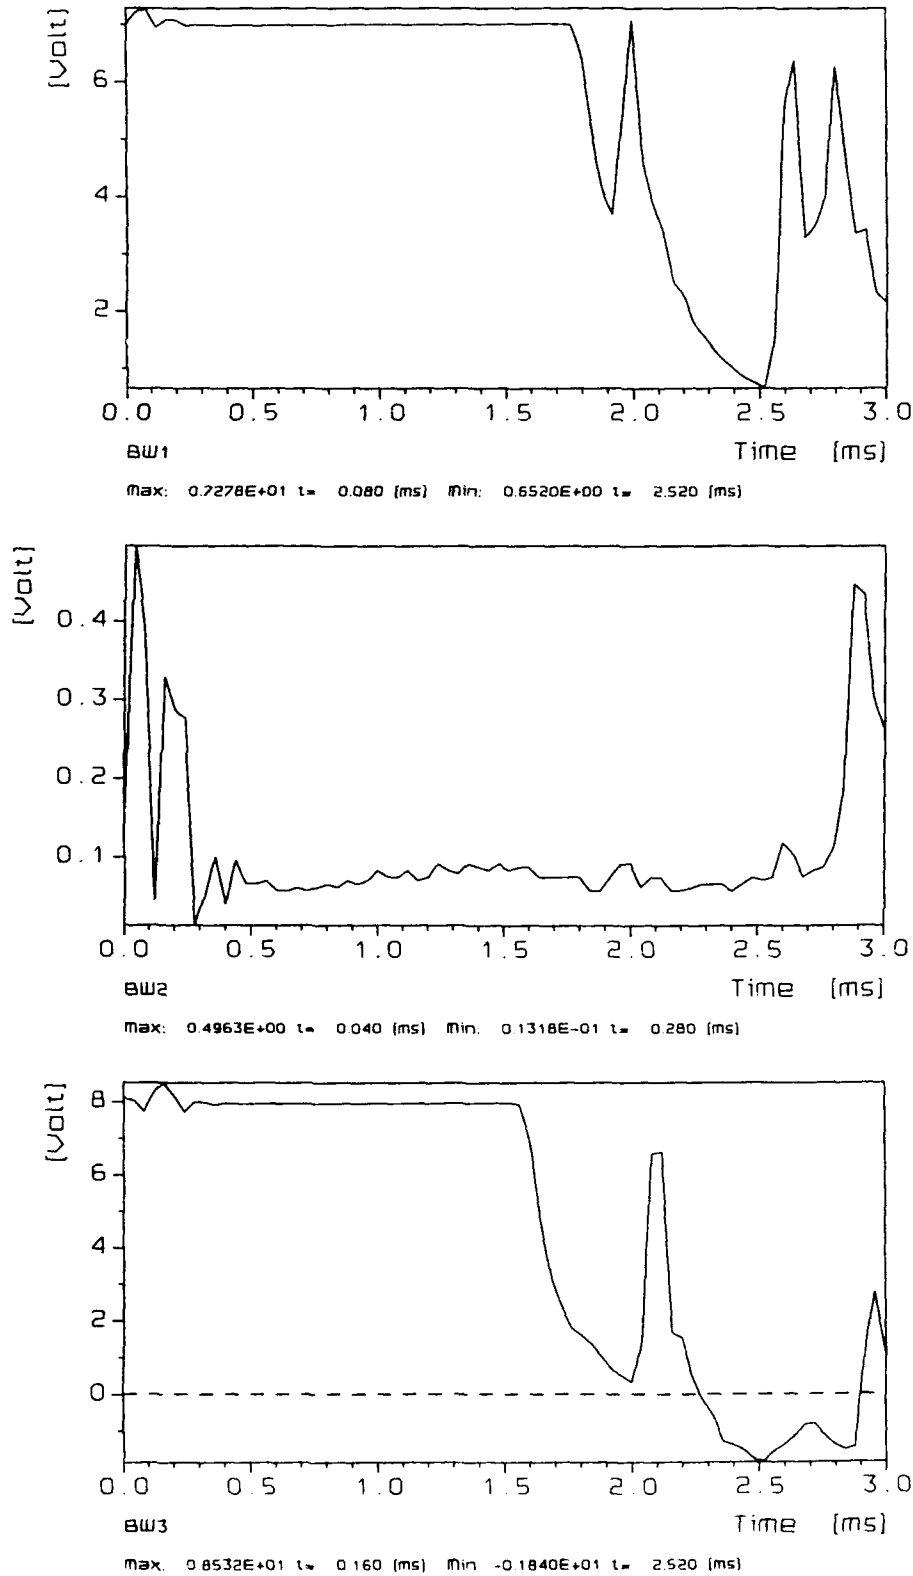 [Volt]
6
4
2
0.0 0.5 1.0 1.5 2.0 2.5 3.0
BW1 Time [ms]
Max: 0.7278E+01 t= 0.080 [ms] Min: 0.6520E+00 t= 2.520 [ms]
[Volt]
0.4
0.3
0.2
0.1
0.0 0.5 1.0 1.5 2.0 2.5 3.0
BW2 Time [ms]
Max: 0.4963E+00 t= 0.040 [ms] Min: 0.1318E-01 t= 0.280 [ms]
[Volt]
8
6
4
2
0
0.0 0.5 1.0 1.5 2.0 2.5 3.0
BW3 Time [ms]
Max. 0.8532E+01 t= 0.160 [ms] Min -0.1840E+01 t= 2.520 [ms]